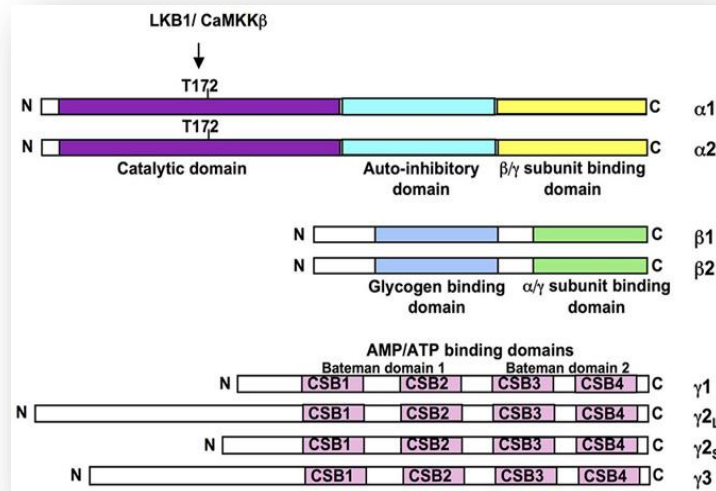 LKB1/ CaMKKβ
T172
N C α1
T172
N C α2
Catalytic domain Auto-inhibitory domain β/γ subunit binding domain
N C β1
N C β2
Glycogen binding domain α/γ subunit binding domain
AMP/ATP binding domains
Bateman domain 1 Bateman domain 2
N CSB1 CSB2 CSB3 CSB4 C γ1
N CSB1 CSB2 CSB3 CSB4 C γ2L
N CSB1 CSB2 CSB3 CSB4 C γ2S
N CSB1 CSB2 CSB3 CSB4 C γ3